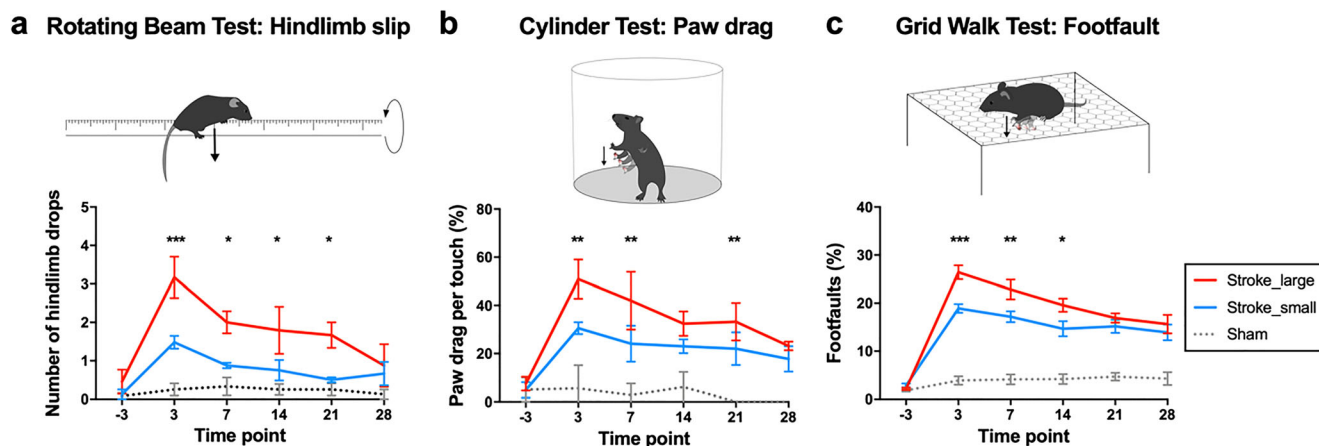 a Rotating Beam Test: Hindlimb slip
b Cylinder Test: Paw drag
c Grid Walk Test: Footfault
Number of hindlimb drops
5
4
3
2
1
0
*** * * *
-3 3 7 14 21 28
Time point
Paw drag per touch (%)
80
60
40
20
0
** ** **
-3 3 7 14 21 28
Time point
Footfaults (%)
40
30
20
10
0
*** ** *
-3 3 7 14 21 28
Time point
Stroke_large
Stroke_small
Sham